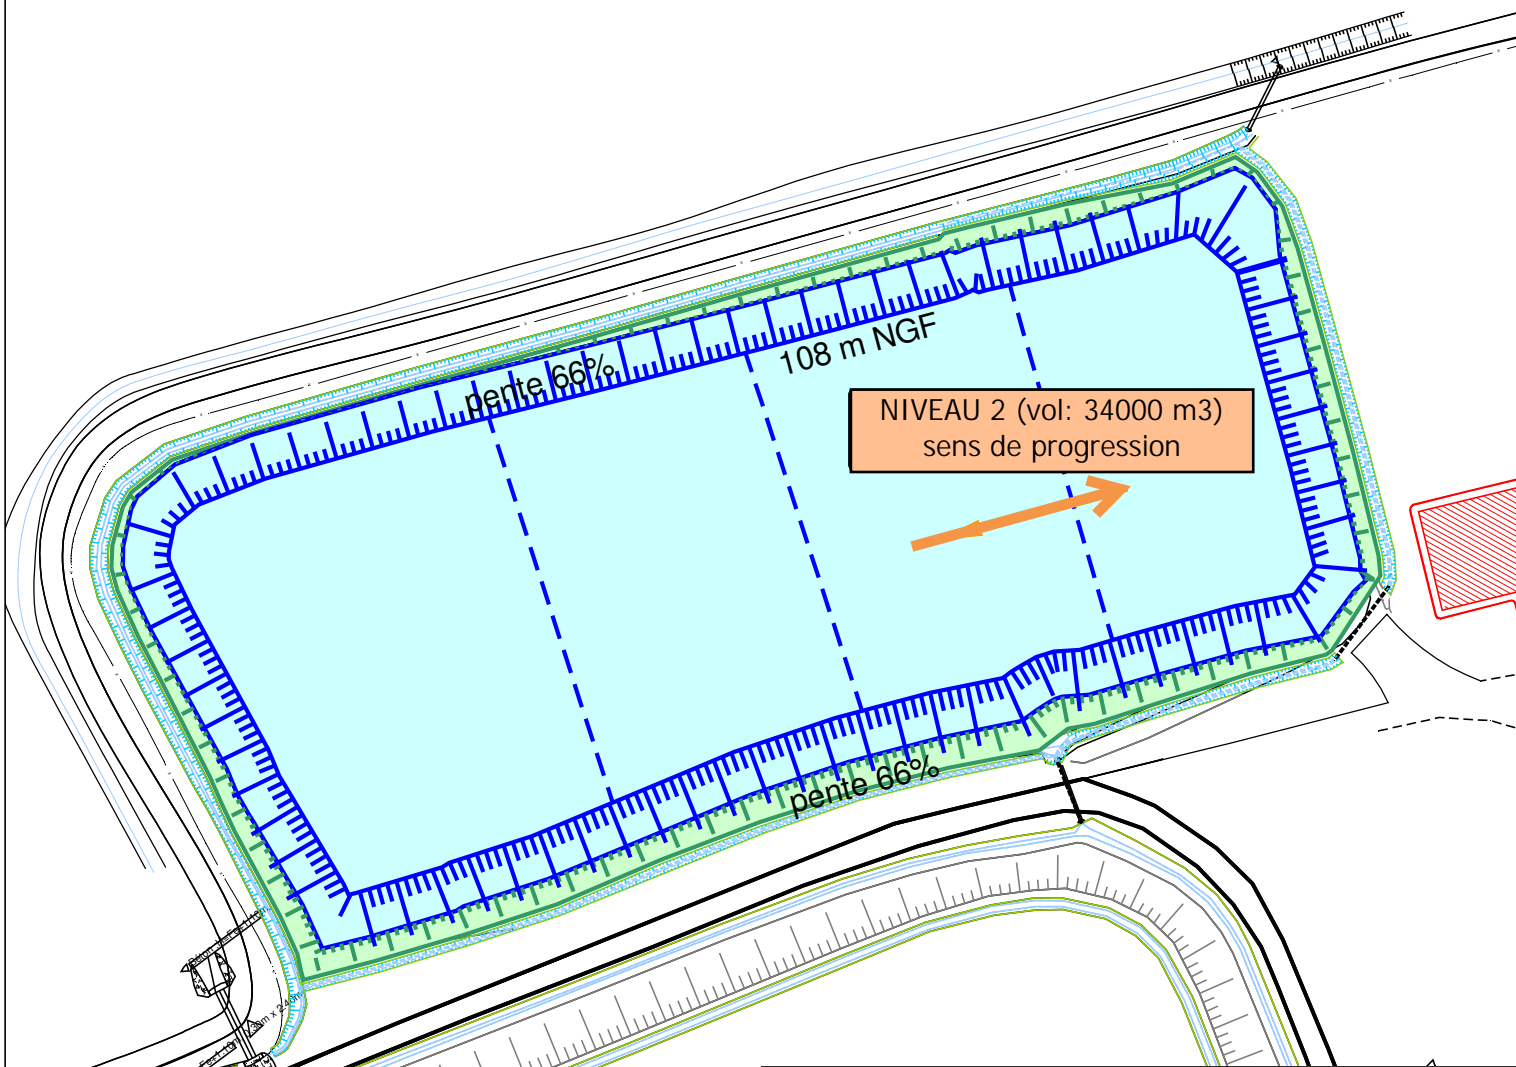 pente 66%
108 m NGF
NIVEAU 2 (vol: 34000 m3)
sens de progression
pente 66%